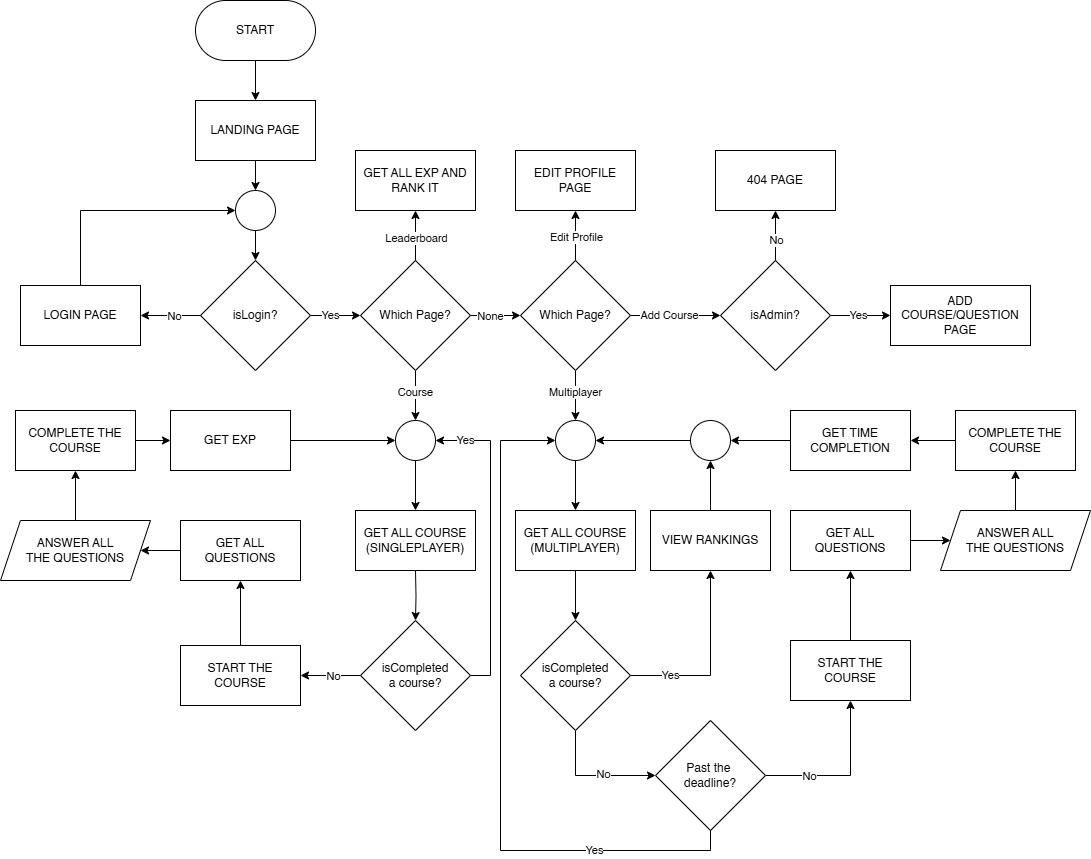 START
LANDING PAGE
GET ALL EXP AND
RANK IT
EDIT PROFILE
PAGE
404 PAGE
Leaderboard
Edit Profile
No
LOGIN PAGE
No
isLogin?
Yes
Which Page?
None
Which Page?
Add Course
isAdmin?
Yes
ADD
COURSE/QUESTION
PAGE
Course
Multiplayer
COMPLETE THE
COURSE
GET EXP
Yes
GET TIME
COMPLETION
COMPLETE THE
COURSE
ANSWER ALL
THE QUESTIONS
GET ALL
QUESTIONS
GET ALL COURSE
(SINGLEPLAYER)
GET ALL COURSE
(MULTIPLAYER)
VIEW RANKINGS
GET ALL
QUESTIONS
ANSWER ALL
THE QUESTIONS
START THE
COURSE
No
isCompleted
a course?
isCompleted
a course?
Yes
START THE
COURSE
No
Past the
deadline?
No
Yes